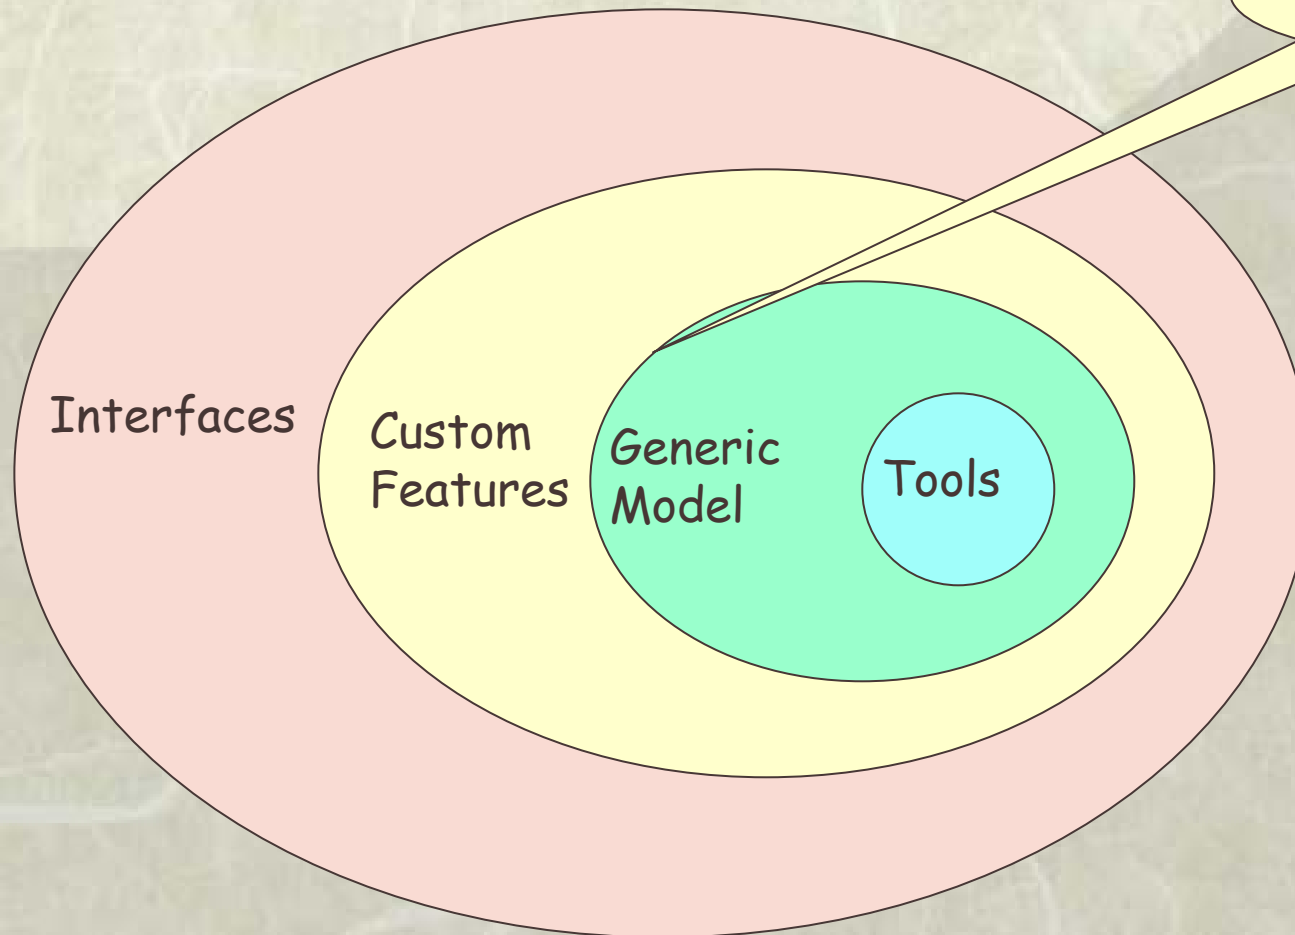 Interfaces
Custom
Features
Generic
Model
Tools